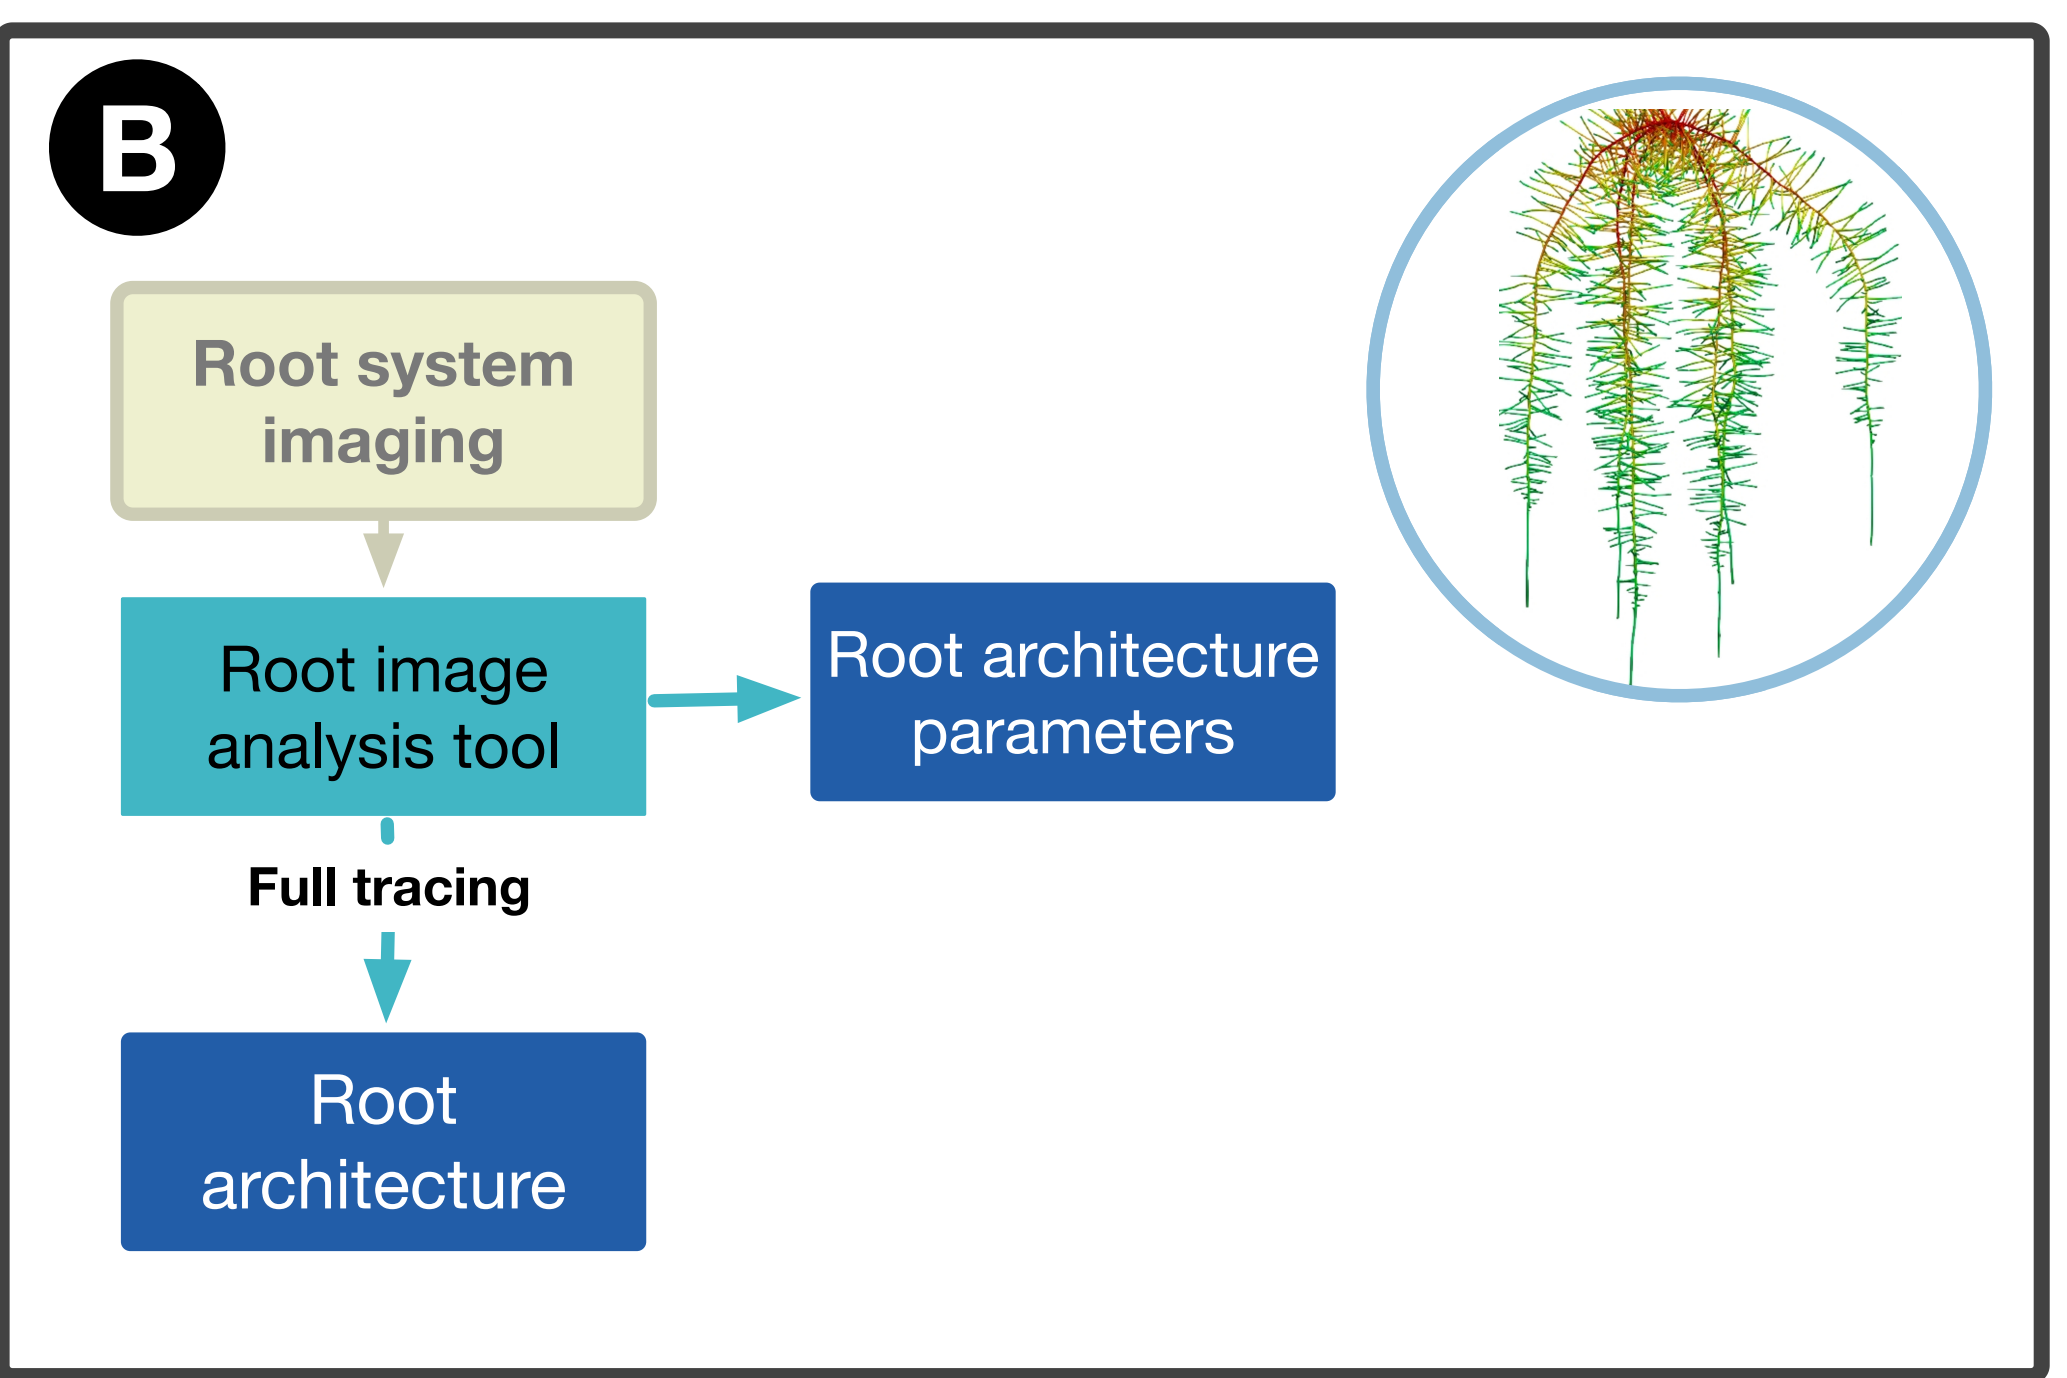 B
Root system
imaging
Root image
analysis tool
Root architecture
parameters
Full tracing
Root
architecture